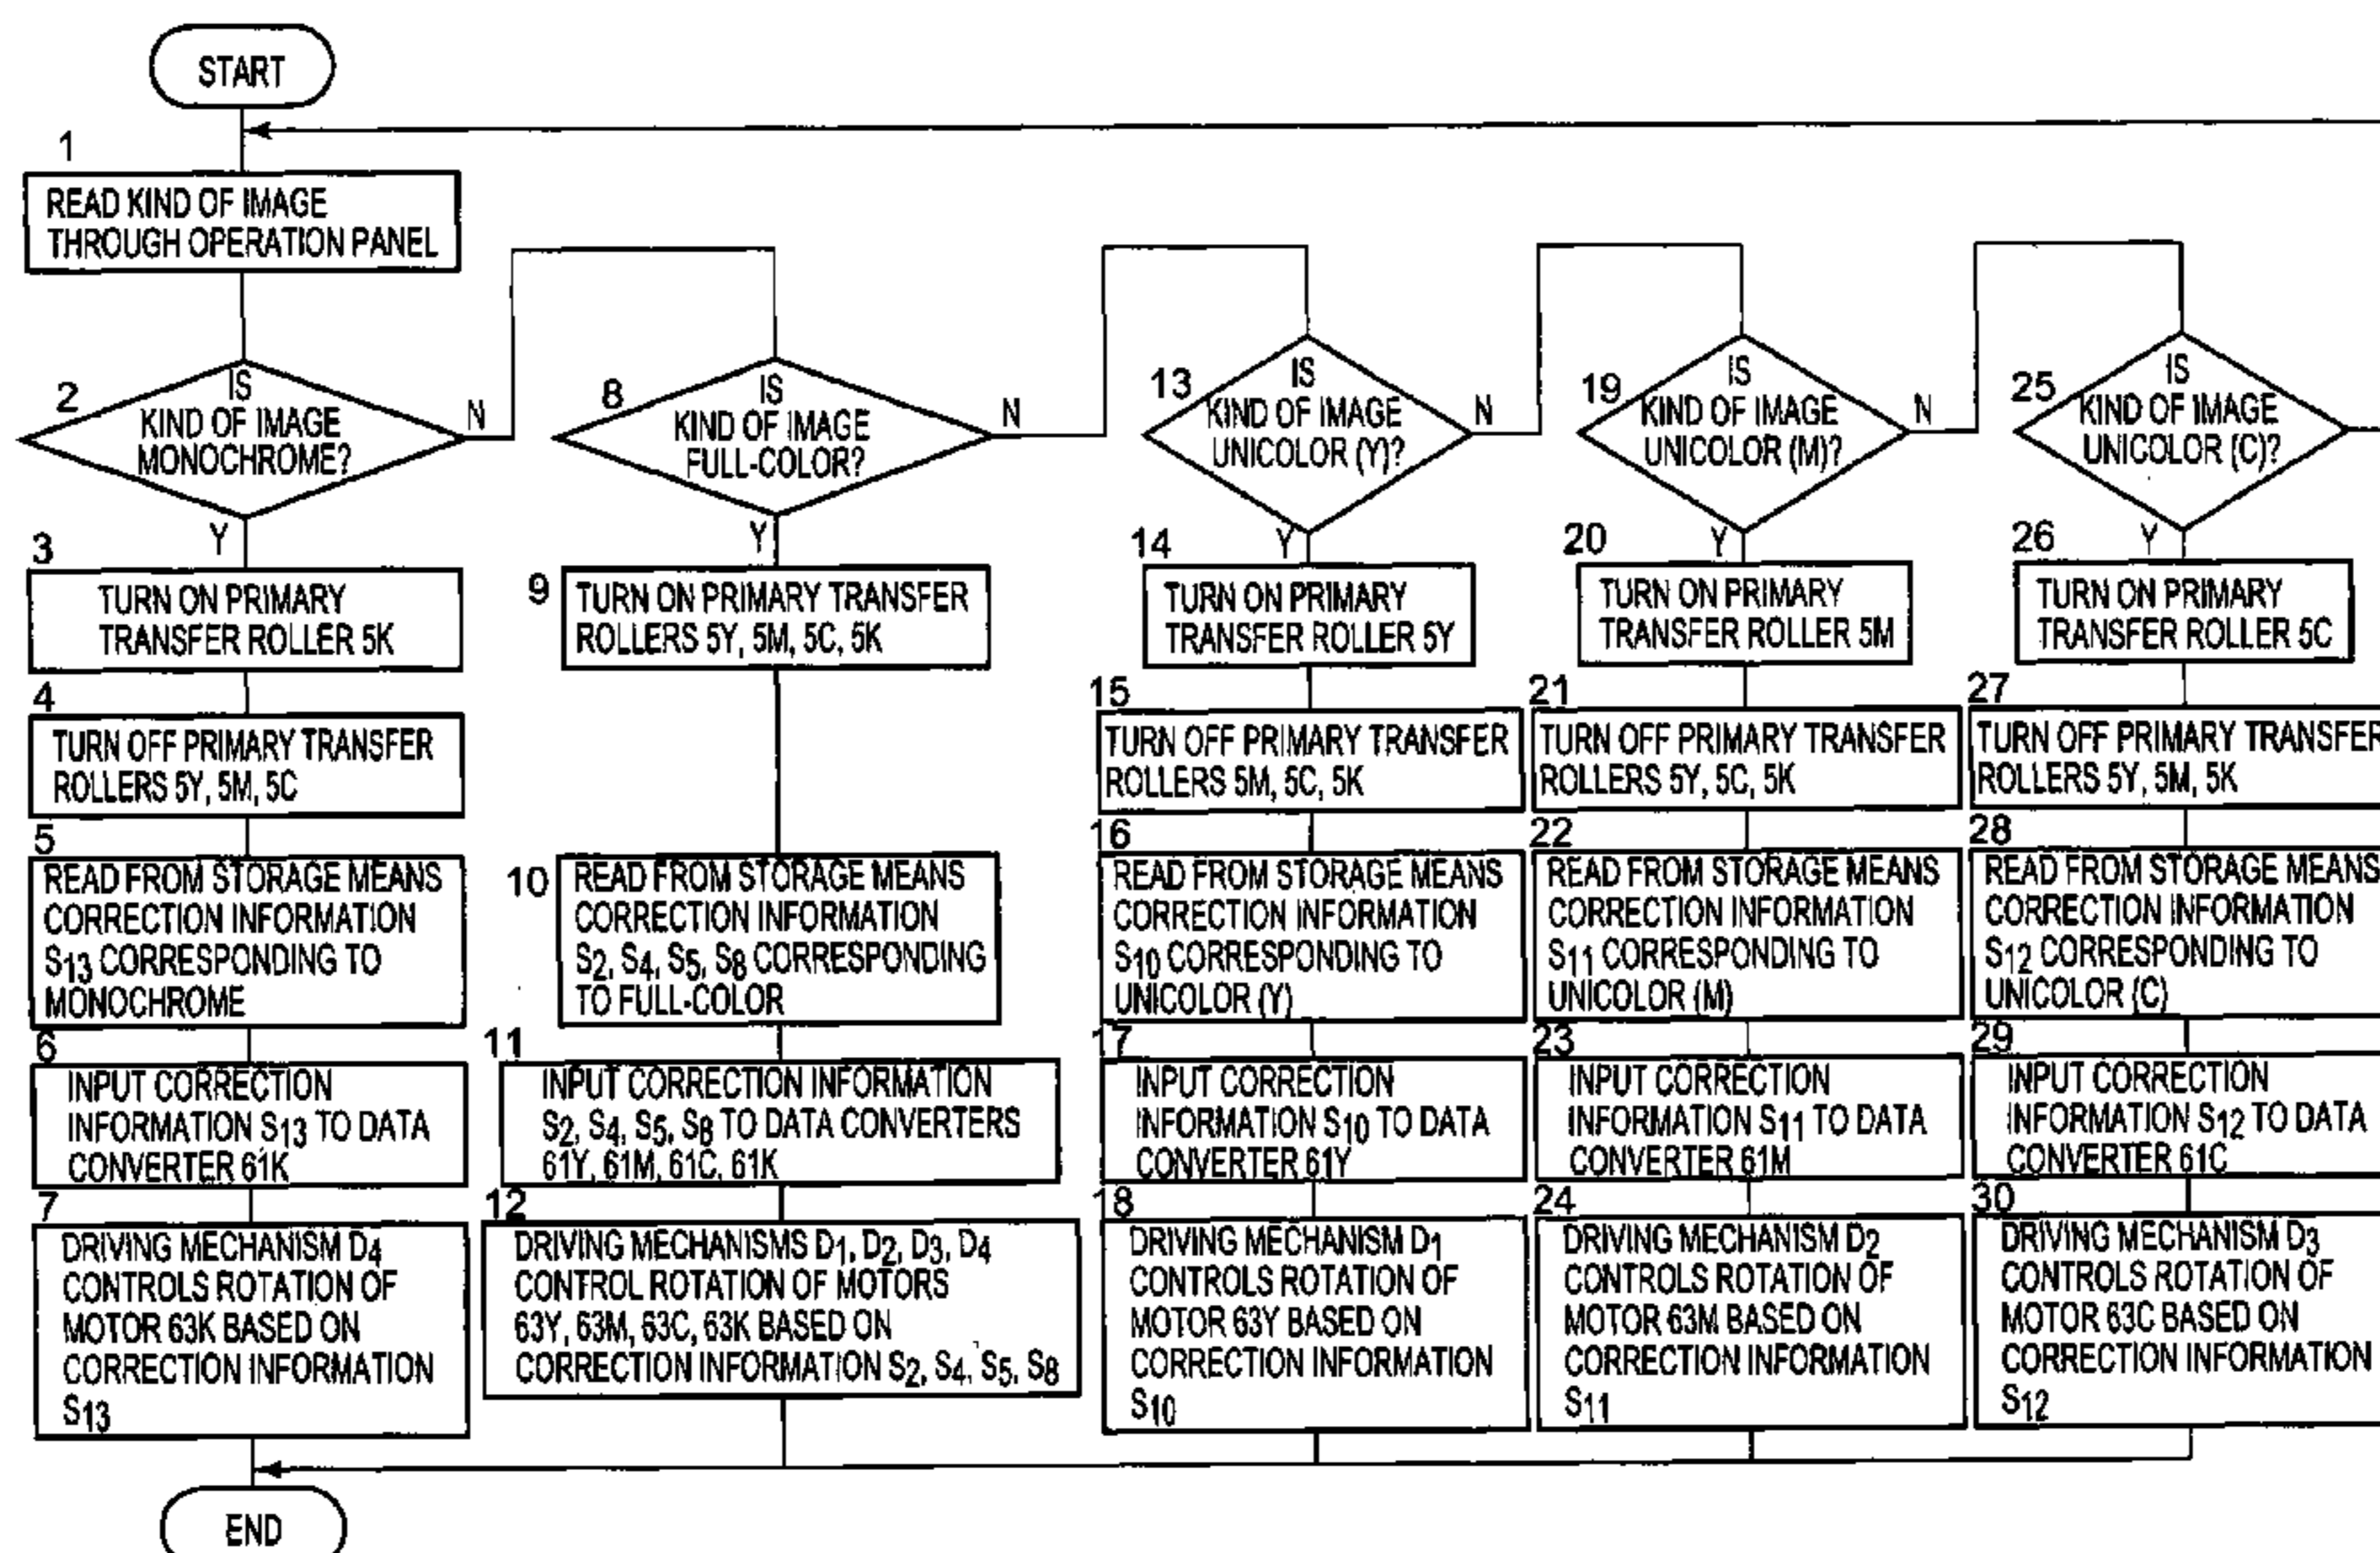 START
1
READ KIND OF IMAGE
THROUGH OPERATION PANEL
2
IS
KIND OF IMAGE
MONOCHROME?
N
Y
3
TURN ON PRIMARY
TRANSFER ROLLER 5K
4
TURN OFF PRIMARY TRANSFER
ROLLERS 5Y, 5M, 5C
5
READ FROM STORAGE MEANS
CORRECTION INFORMATION
S13 CORRESPONDING TO
MONOCHROME
6
INPUT CORRECTION
INFORMATION S13 TO DATA
CONVERTER 61K
7
DRIVING MECHANISM D4
CONTROLS ROTATION OF
MOTOR 63K BASED ON
CORRECTION INFORMATION
S13
END
8
IS
KIND OF IMAGE
FULL-COLOR?
N
Y
9
TURN ON PRIMARY TRANSFER
ROLLERS 5Y, 5M, 5C, 5K
10
READ FROM STORAGE MEANS
CORRECTION INFORMATION
S2, S4, S5, S8 CORRESPONDING
TO FULL-COLOR
11
INPUT CORRECTION INFORMATION
S2, S4, S5, S8 TO DATA CONVERTERS
61Y, 61M, 61C, 61K
12
DRIVING MECHANISMS D1, D2, D3, D4
CONTROL ROTATION OF MOTORS
63Y, 63M, 63C, 63K BASED ON
CORRECTION INFORMATION S2, S4, S5, S8
13
IS
KIND OF IMAGE
UNICOLOR (Y)?
N
Y
14
TURN ON PRIMARY
TRANSFER ROLLER 5Y
15
TURN OFF PRIMARY TRANSFER
ROLLERS 5M, 5C, 5K
16
READ FROM STORAGE MEANS
CORRECTION INFORMATION
S10 CORRESPONDING TO
UNICOLOR (Y)
17
INPUT CORRECTION
INFORMATION S10 TO DATA
CONVERTER 61Y
18
DRIVING MECHANISM D1
CONTROLS ROTATION OF
MOTOR 63Y BASED ON
CORRECTION INFORMATION
S10
19
IS
KIND OF IMAGE
UNICOLOR (M)?
N
Y
20
TURN ON PRIMARY
TRANSFER ROLLER 5M
21
TURN OFF PRIMARY TRANSFER
ROLLERS 5Y, 5C, 5K
22
READ FROM STORAGE MEANS
CORRECTION INFORMATION
S11 CORRESPONDING TO
UNICOLOR (M)
23
INPUT CORRECTION
INFORMATION S11 TO DATA
CONVERTER 61M
24
DRIVING MECHANISM D2
CONTROLS ROTATION OF
MOTOR 63M BASED ON
CORRECTION INFORMATION
S11
25
IS
KIND OF IMAGE
UNICOLOR (C)?
Y
26
TURN ON PRIMARY
TRANSFER ROLLER 5C
27
TURN OFF PRIMARY TRANSFER
ROLLERS 5Y, 5M, 5K
28
READ FROM STORAGE MEANS
CORRECTION INFORMATION
S12 CORRESPONDING TO
UNICOLOR (C)
29
INPUT CORRECTION
INFORMATION S12 TO DATA
CONVERTER 61C
30
DRIVING MECHANISM D3
CONTROLS ROTATION OF
MOTOR 63C BASED ON
CORRECTION INFORMATION
S12